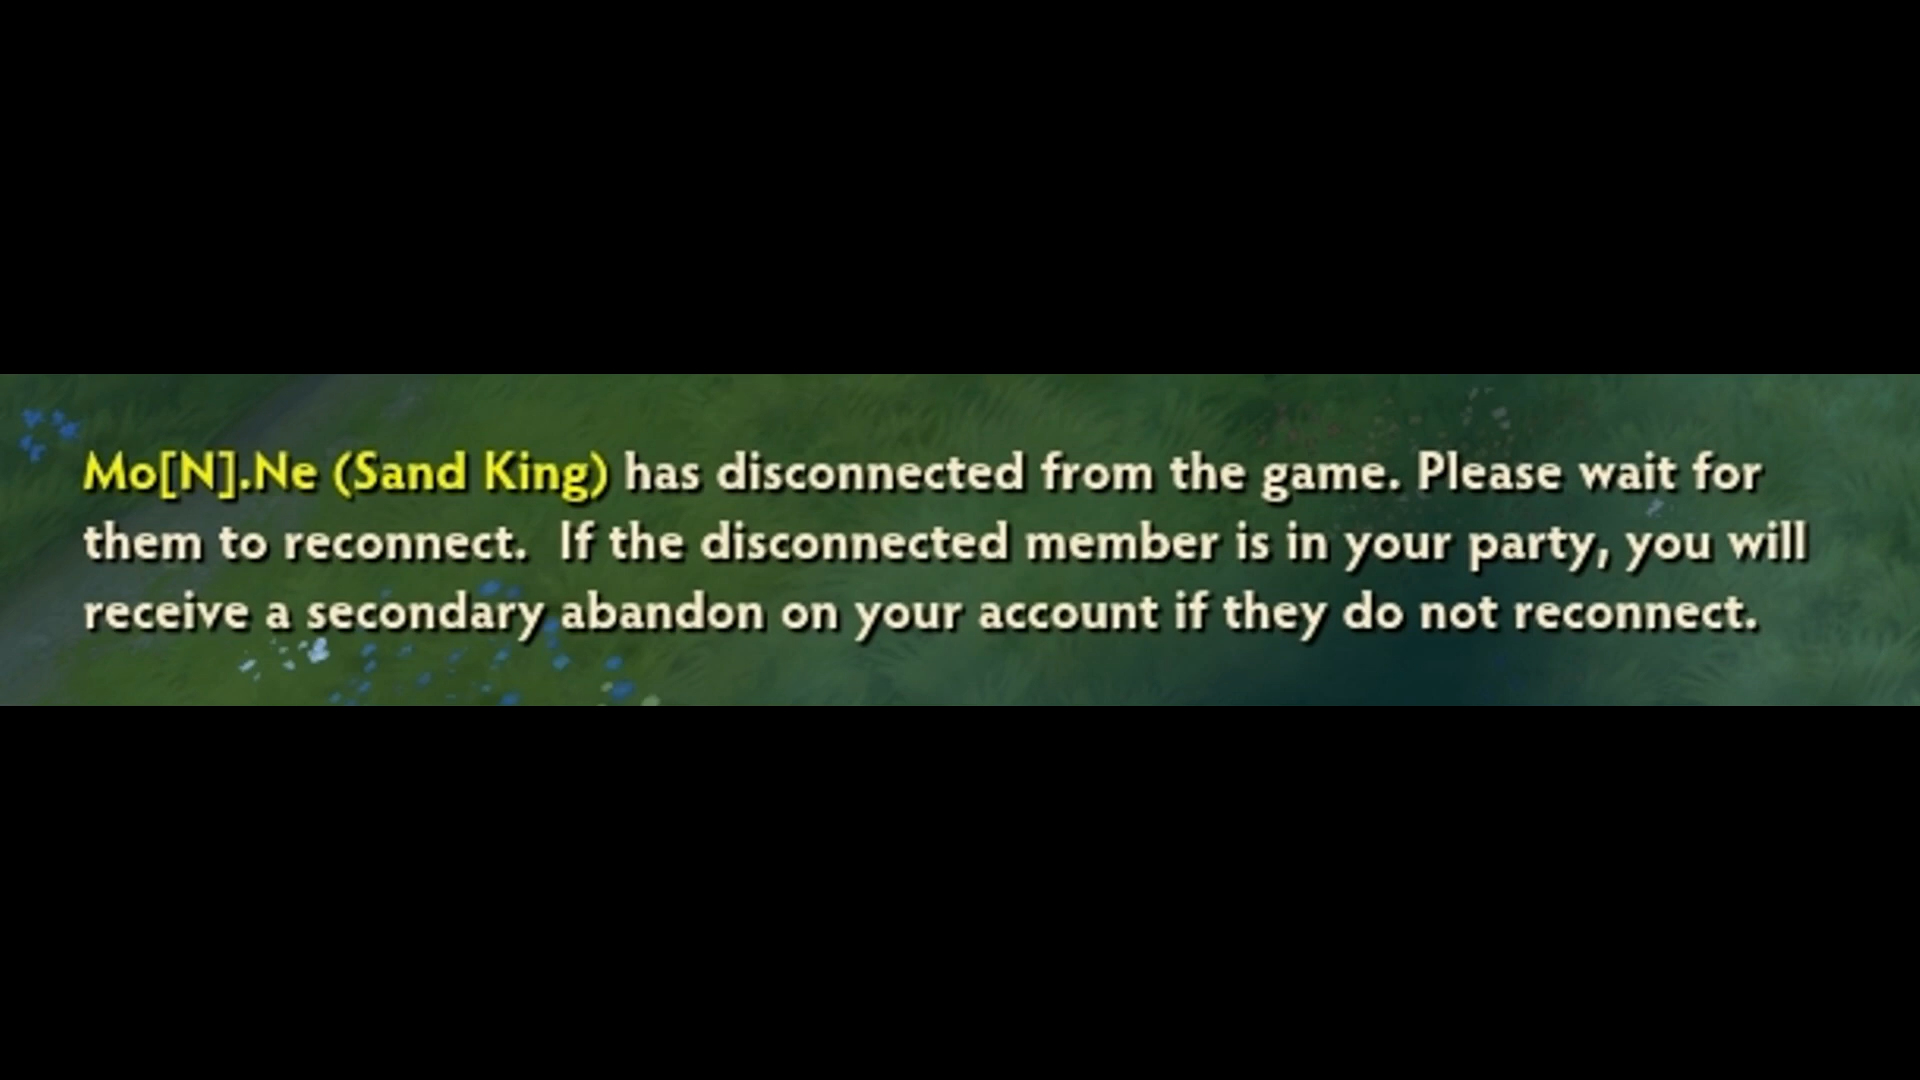 Mo[N].Ne (Sand King) has disconnected from the game. Please wait for
them to reconnect.  If the disconnected member is in your party, you will
receive a secondary abandon on your account if they do not reconnect.